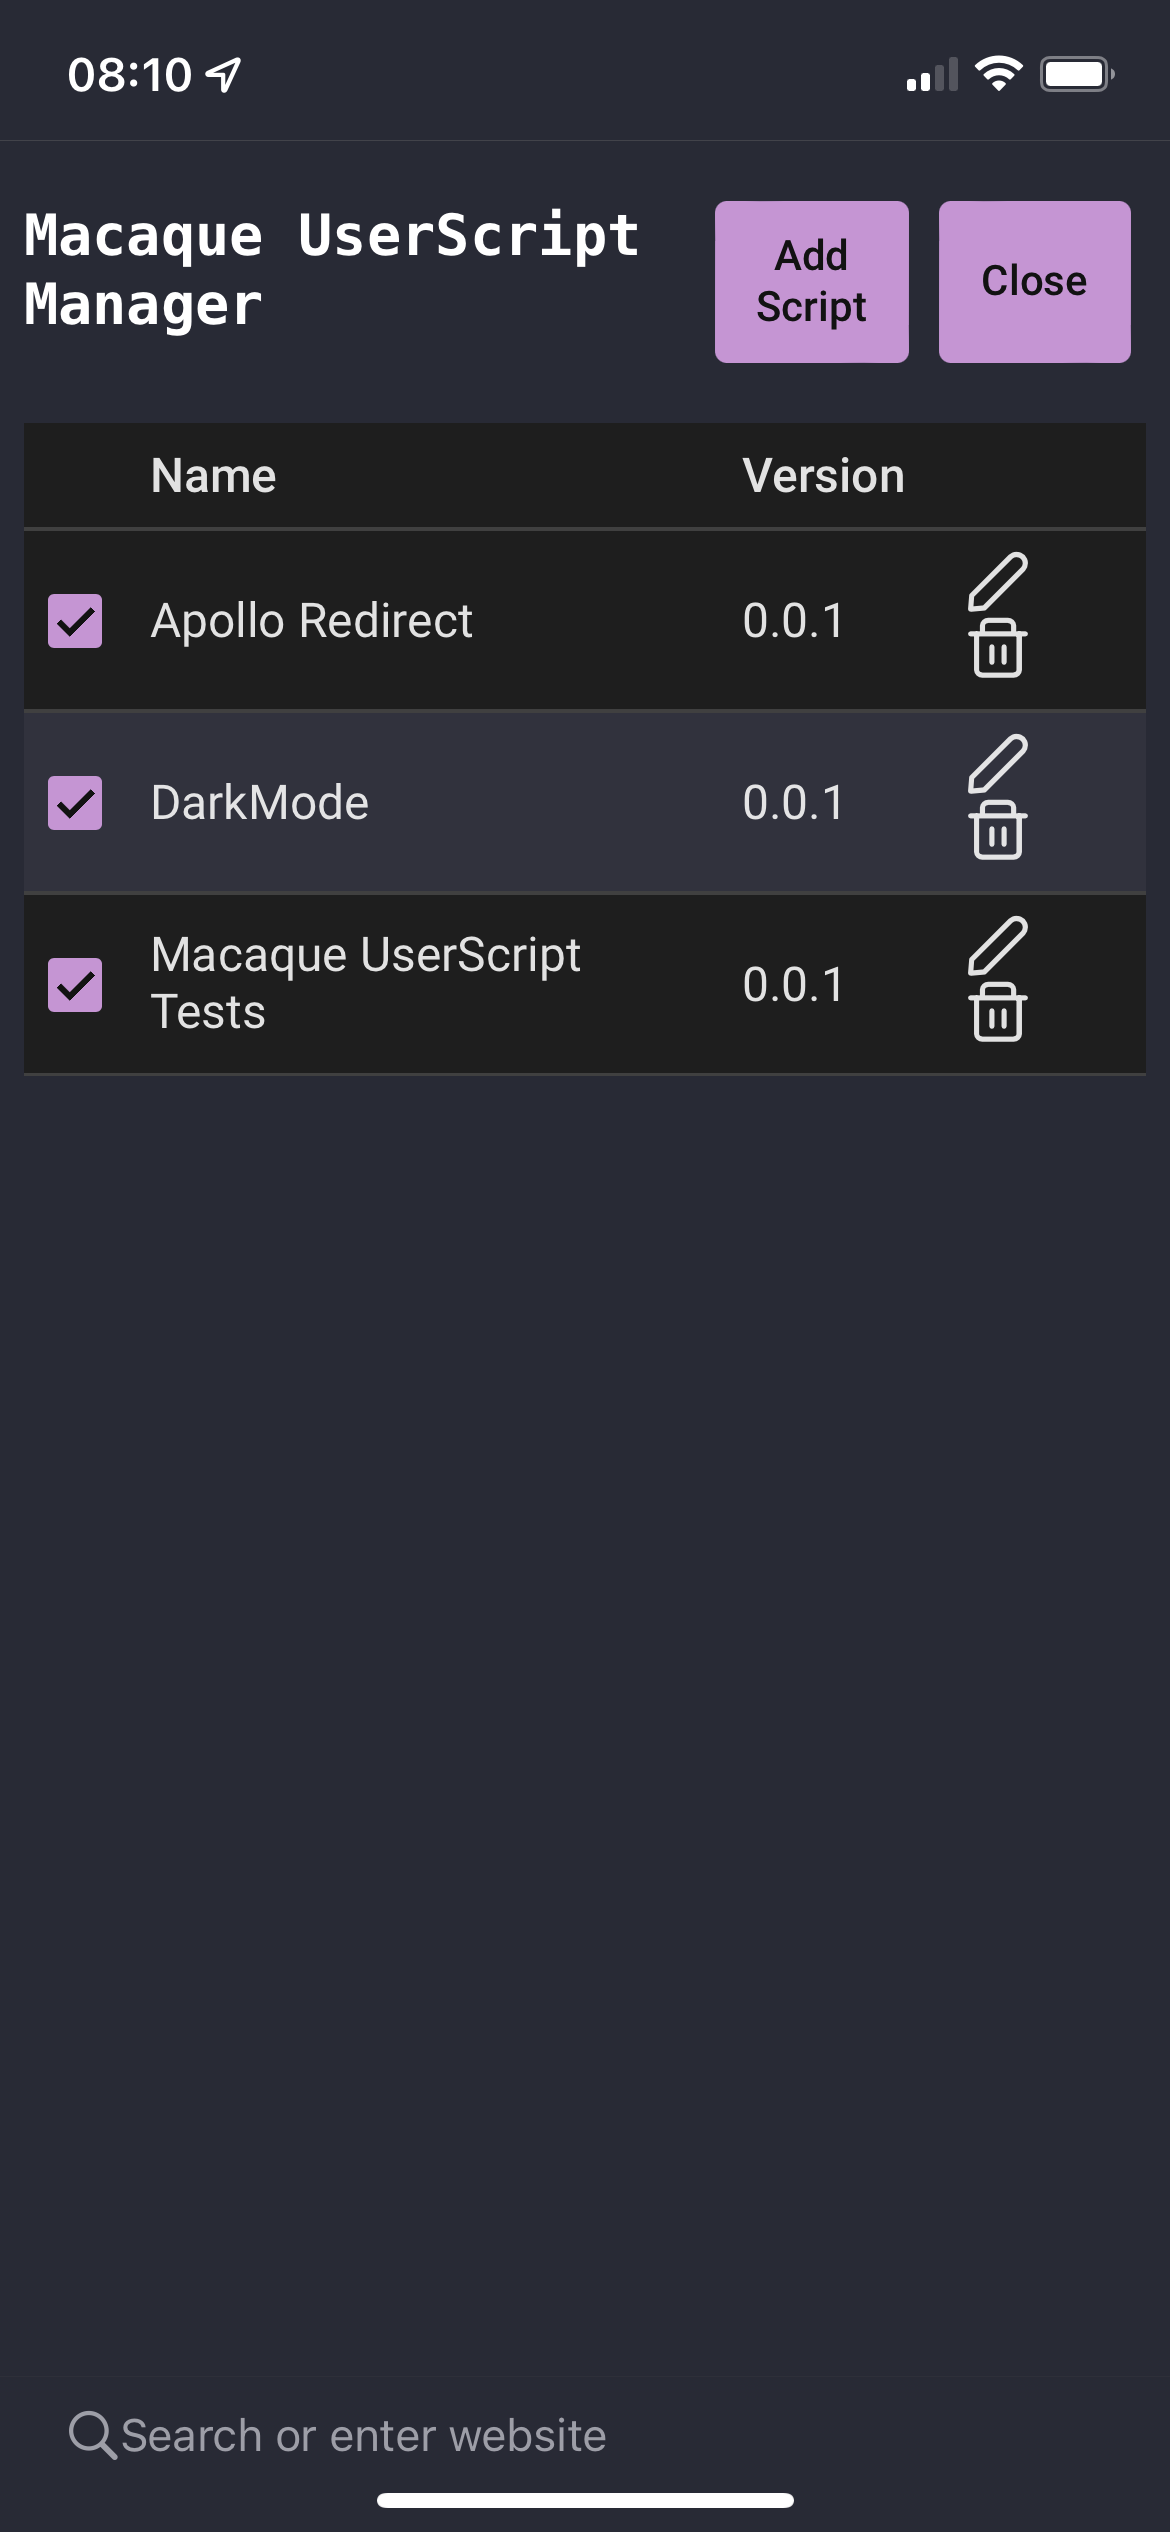 08:10
Macaque UserScript
Manager
Add
Script
Close
Name Version
Apollo Redirect 0.0.1
DarkMode 0.0.1
Macaque UserScript
Tests 0.0.1
Search or enter website